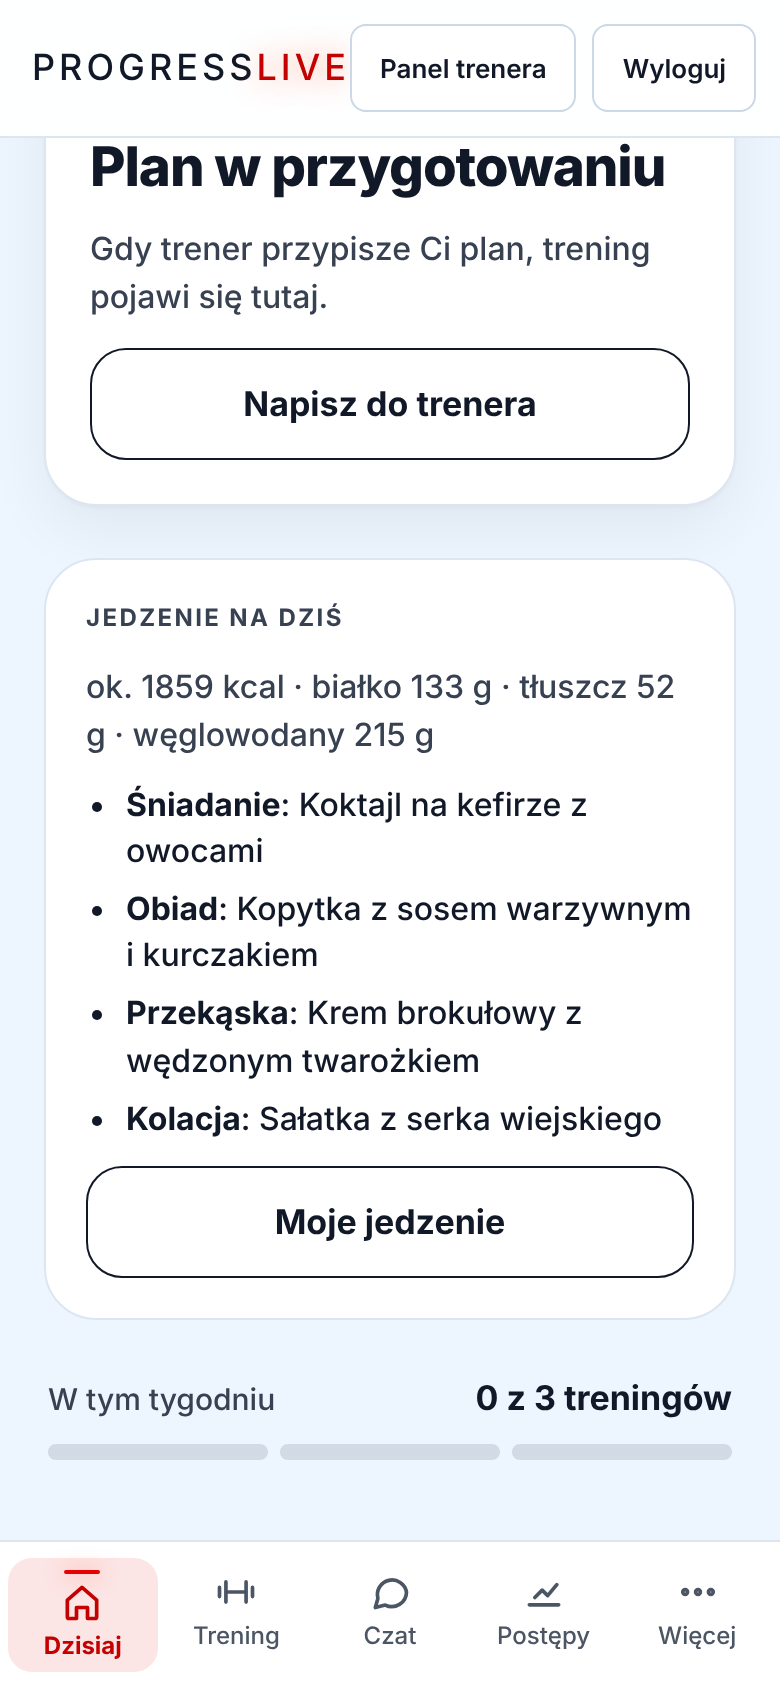 PROGRESSLIVE
Panel trenera
Wyloguj
Plan w przygotowaniu
Gdy trener przypisze Ci plan, trening
pojawi się tutaj.
Napisz do trenera
JEDZENIE NA DZIŚ
ok. 1859 kcal · białko 133 g · tłuszcz 52
g · węglowodany 215 g
• Śniadanie: Koktajl na kefirze z
owocami
• Obiad: Kopytka z sosem warzywnym
i kurczakiem
• Przekąska: Krem brokułowy z
wędzonym twarożkiem
• Kolacja: Sałatka z serka wiejskiego
Moje jedzenie
W tym tygodniu
0 z 3 treningów
Dzisiaj
Trening
Czat
Postępy
Więcej